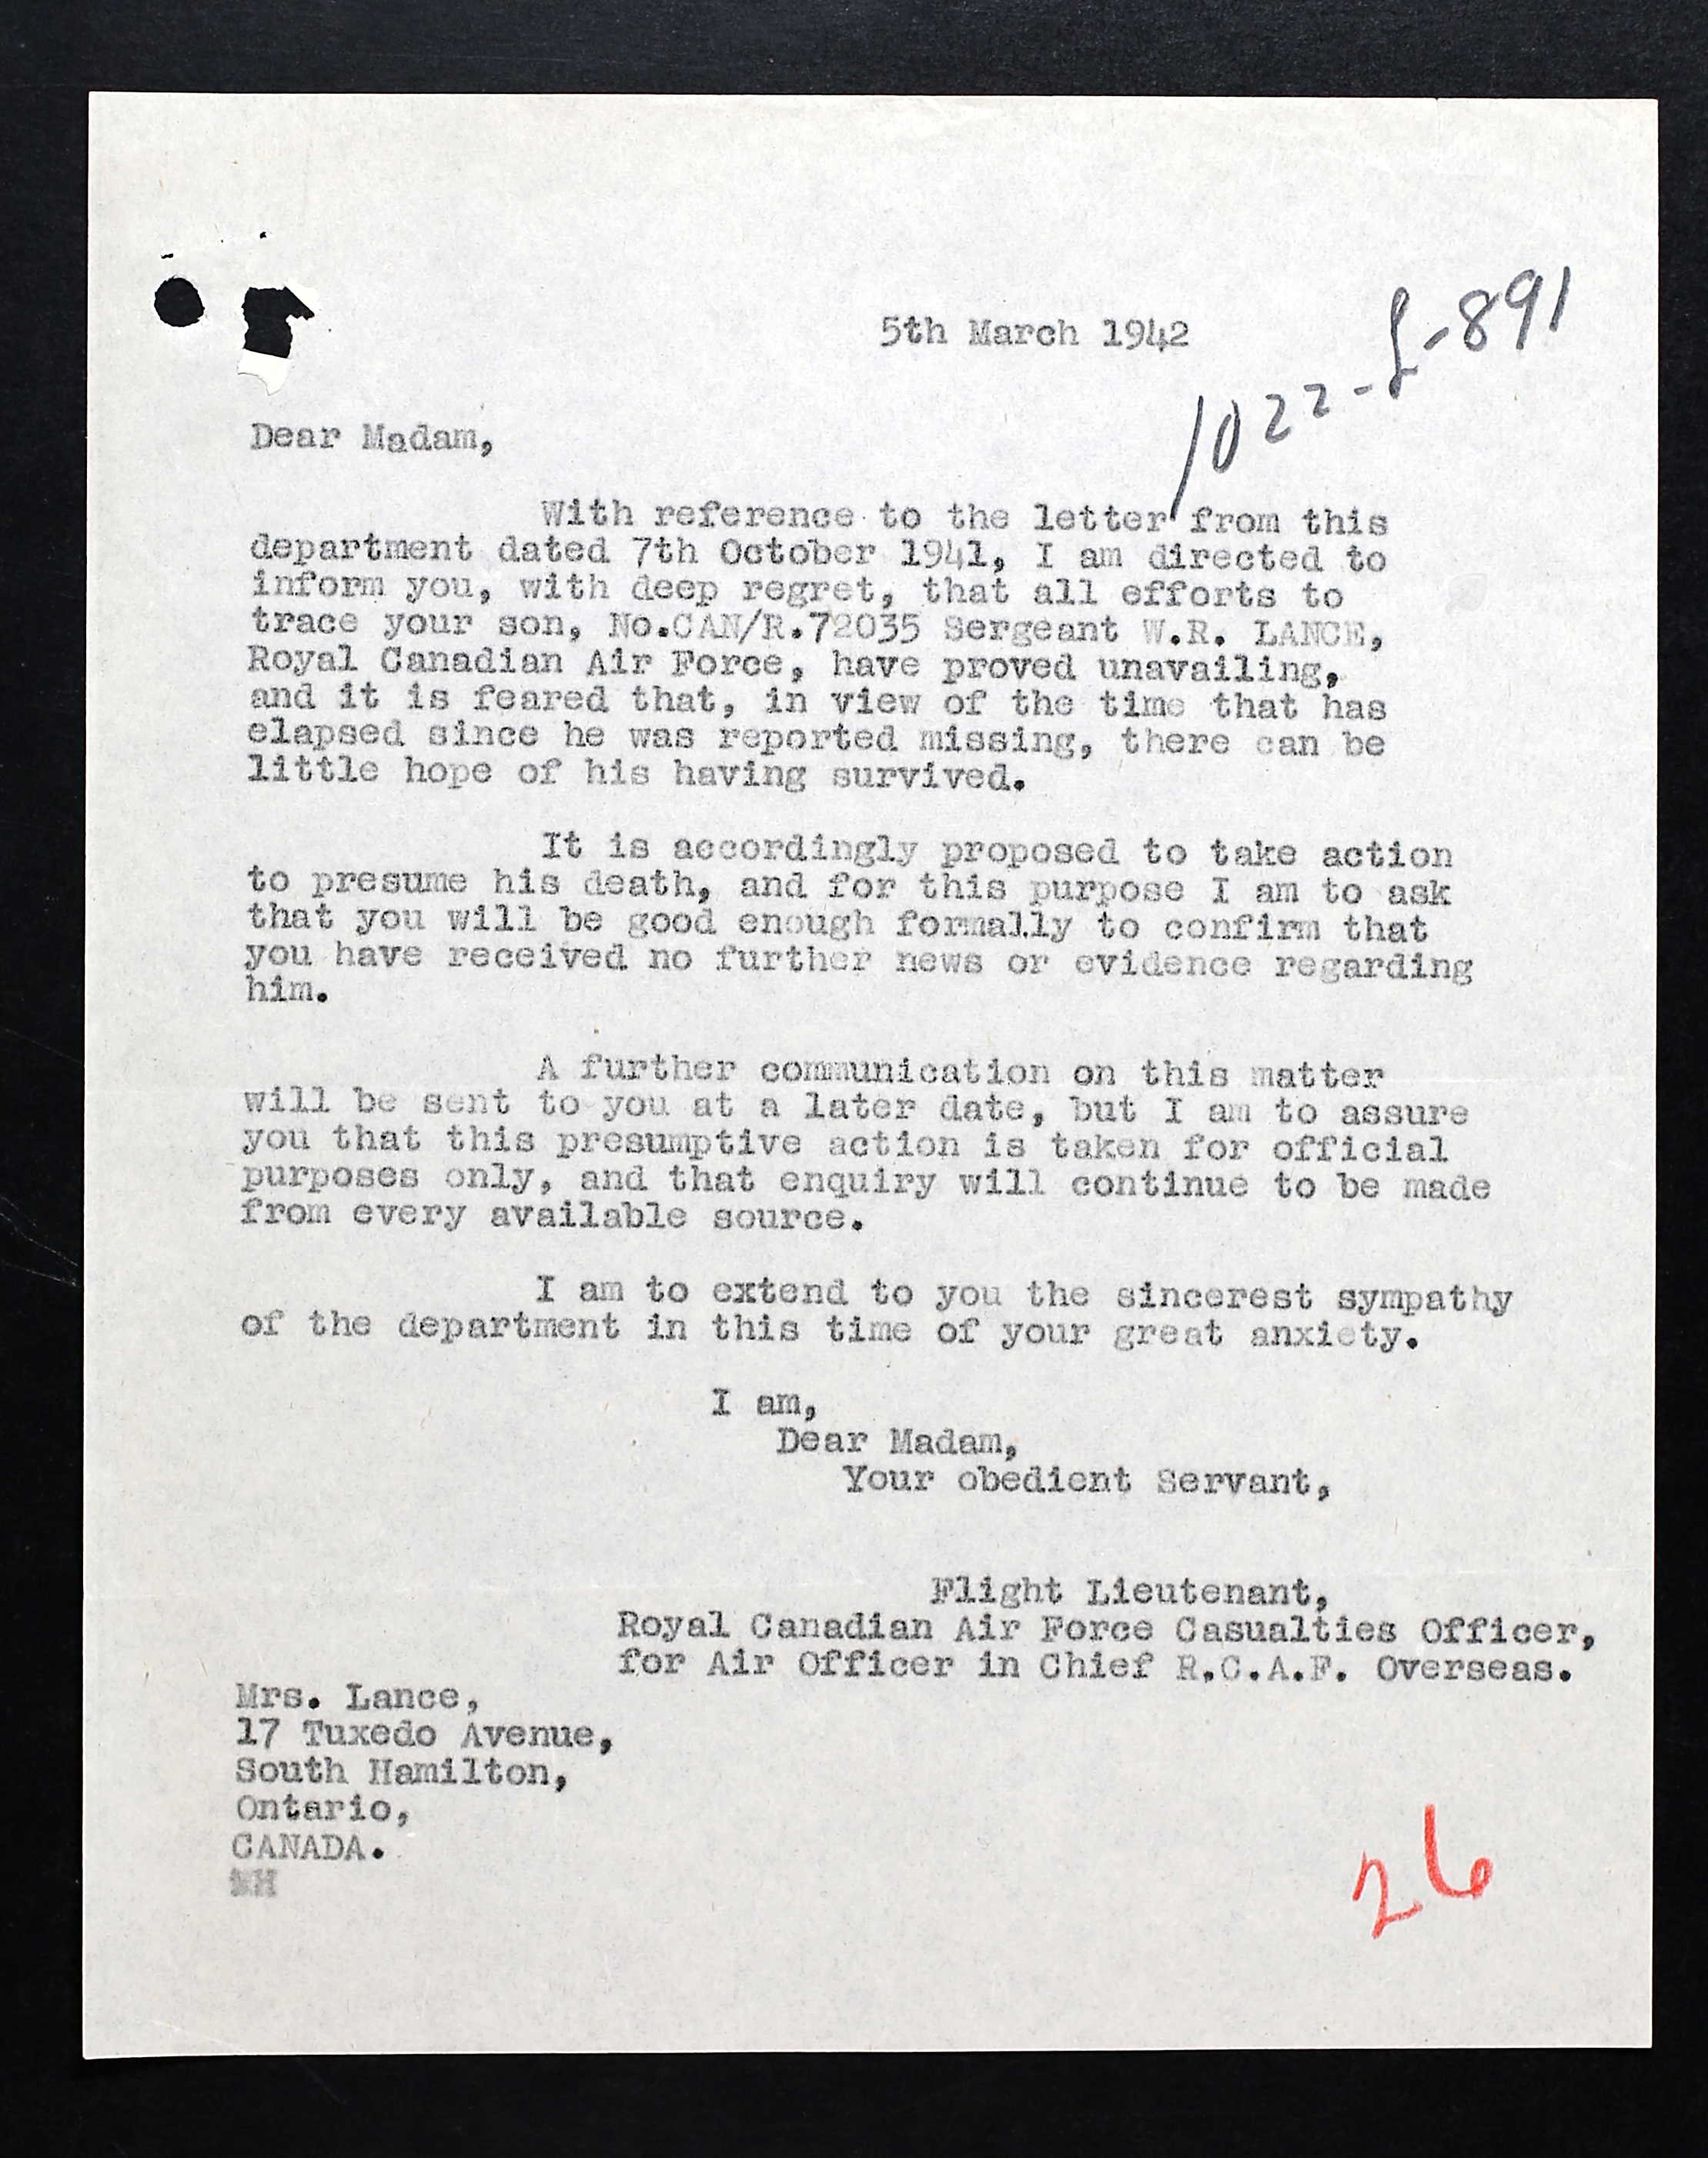 5th March 1942
1022-L-891
Dear Madam,
With reference to the letter from this
department dated 7th October 1941, I am directed to
inform you, with deep regret, that all efforts to
trace your son, No.CAN/R.72035 Sergeant W.R. LANCE,
Royal Canadian Air Force, have proved unavailing,
and it is feared that, in view of the time that has
elapsed since he was reported missing, there can be
little hope of his having survived.
It is accordingly proposed to take action
to presume his death, and for this purpose I am to ask
that you will be good enough formally to confirm that
you have received no further news or evidence regarding
him.
A further communication on this matter
will be sent to you at a later date, but I am to assure
you that this presumptive action is taken for official
purposes only, and that enquiry will continue to be made
from every available source.
I am to extend to you the sincerest sympathy
of the department in this time of your great anxiety.
I am,
Dear Madam,
Your obedient Servant,
Flight Lieutenant,
Royal Canadian Air Force Casualties Officer,
for Air Officer in Chief R.C.A.F. Overseas.
Mrs. Lance,
17 Tuxedo Avenue,
South Hamilton,
Ontario,
CANADA.
26